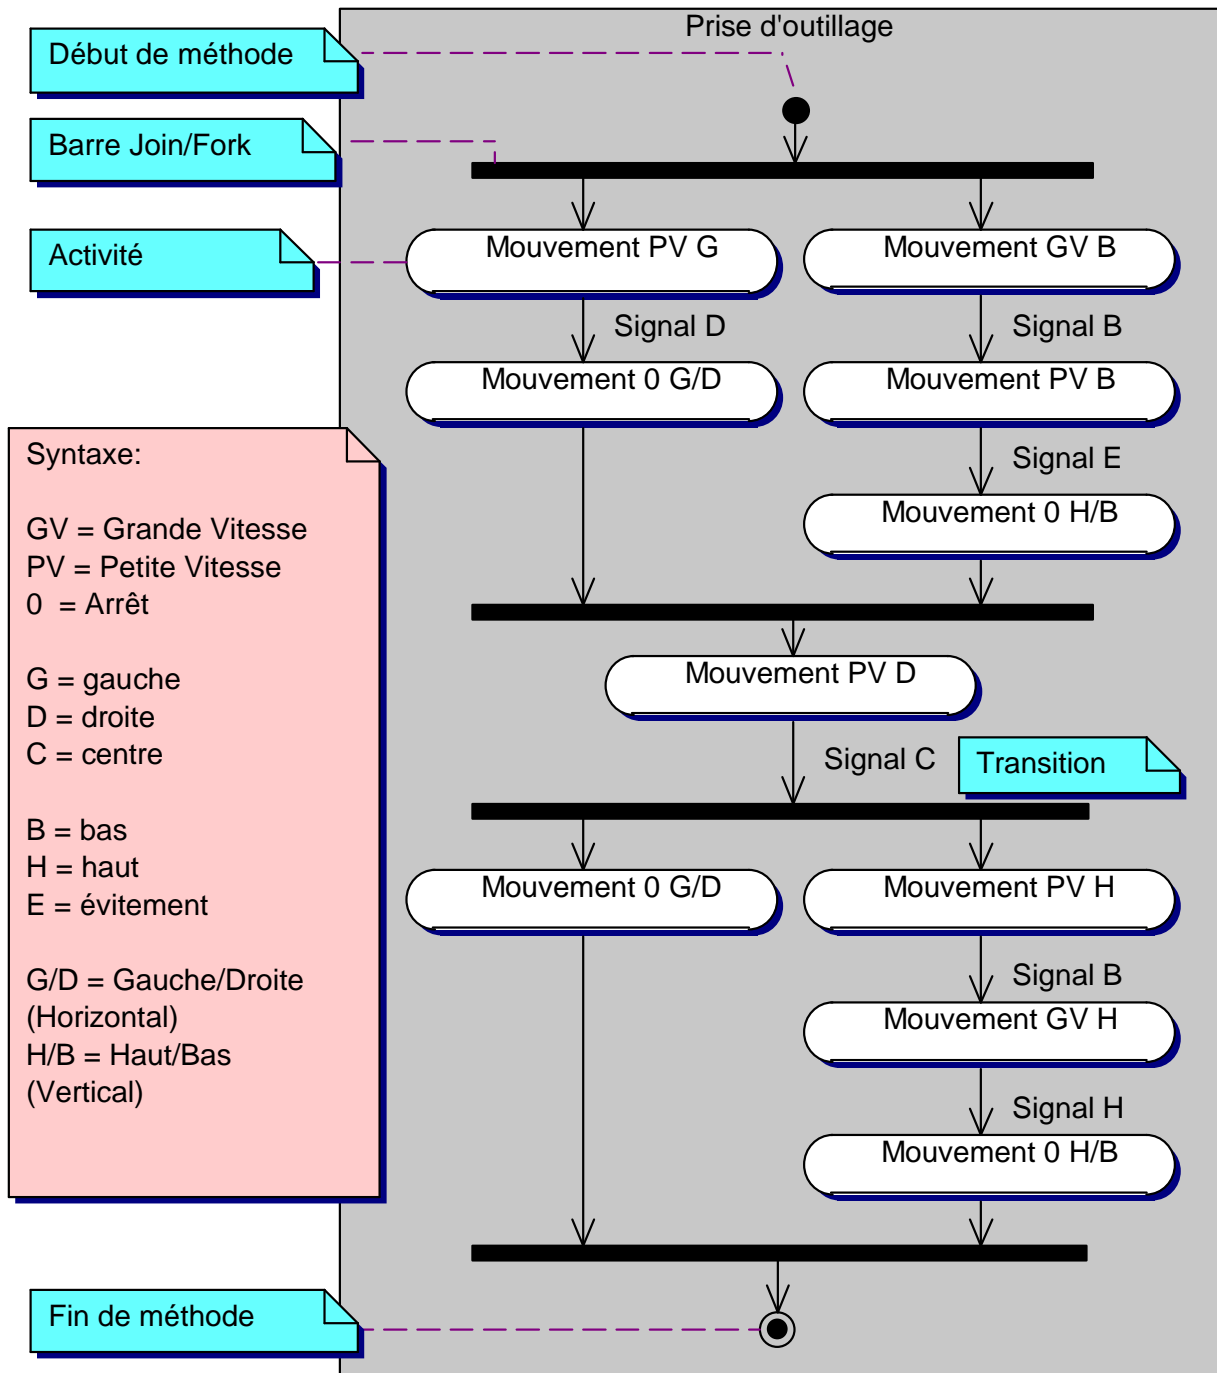 Prise d'outillage
Début de méthode
Barre Join/Fork
Activité
Mouvement PV G
Mouvement GV B
Signal D
Signal B
Mouvement 0 G/D
Mouvement PV B
Signal E
Mouvement 0 H/B
Syntaxe:
GV = Grande Vitesse
PV = Petite Vitesse
0 = Arrêt
G = gauche
D = droite
C = centre
B = bas
H = haut
E = évitement
G/D = Gauche/Droite
(Horizontal)
H/B = Haut/Bas
(Vertical)
Mouvement PV D
Signal C
Transition
Mouvement 0 G/D
Mouvement PV H
Signal B
Mouvement GV H
Signal H
Mouvement 0 H/B
Fin de méthode